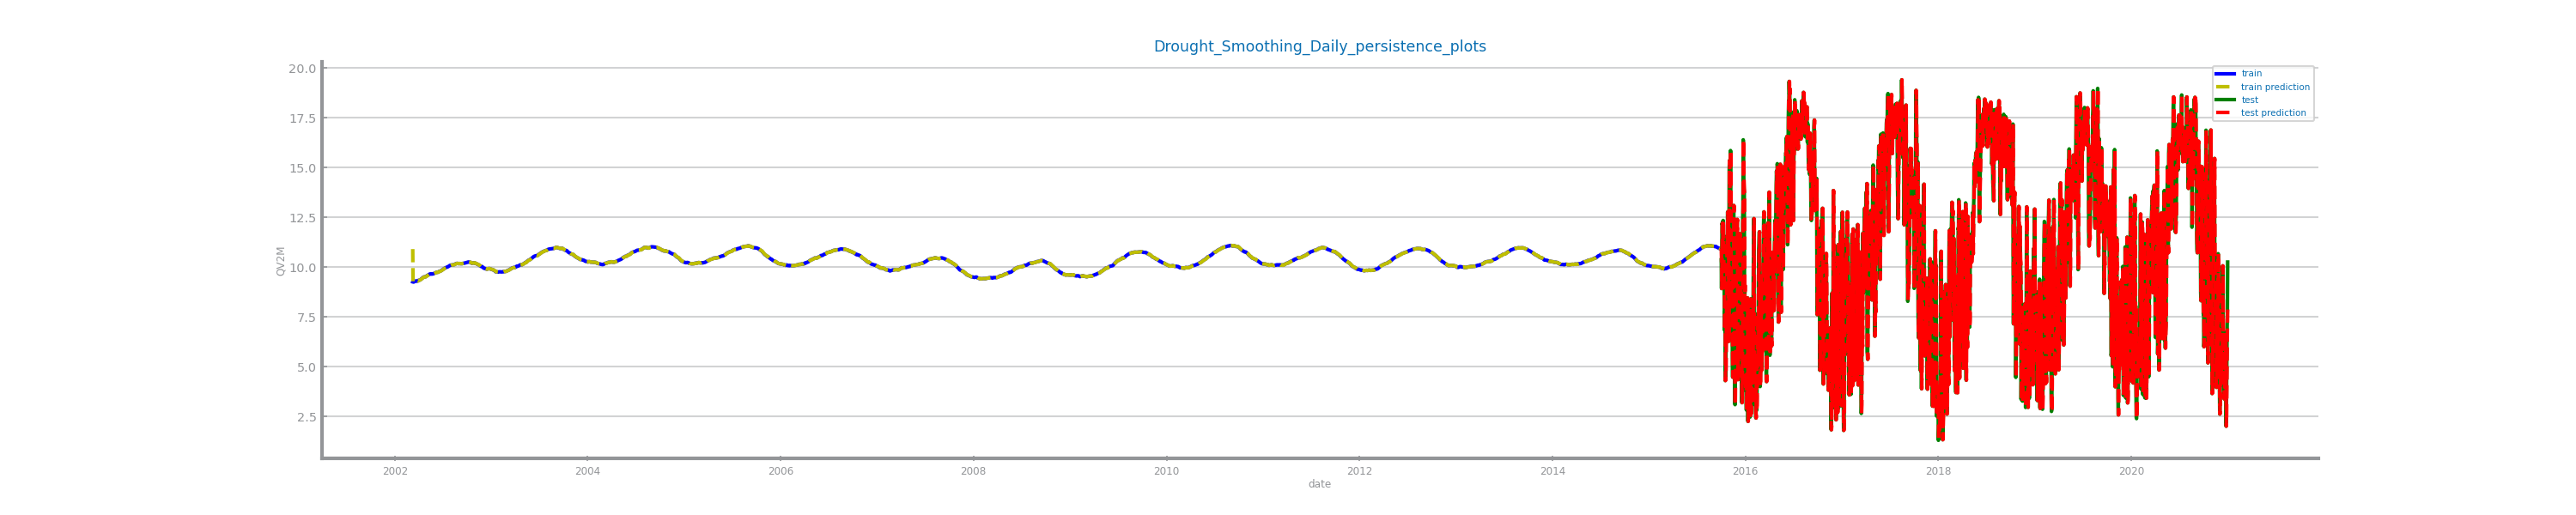 Drought_Smoothing_Daily_persistence_plots
20.0
17.5
15.0
12.5
10.0
7.5
5.0
2.5
QV2M
train
train prediction
test
test prediction
2002 2004 2006 2008 2010 2012 2014 2016 2018 2020
date